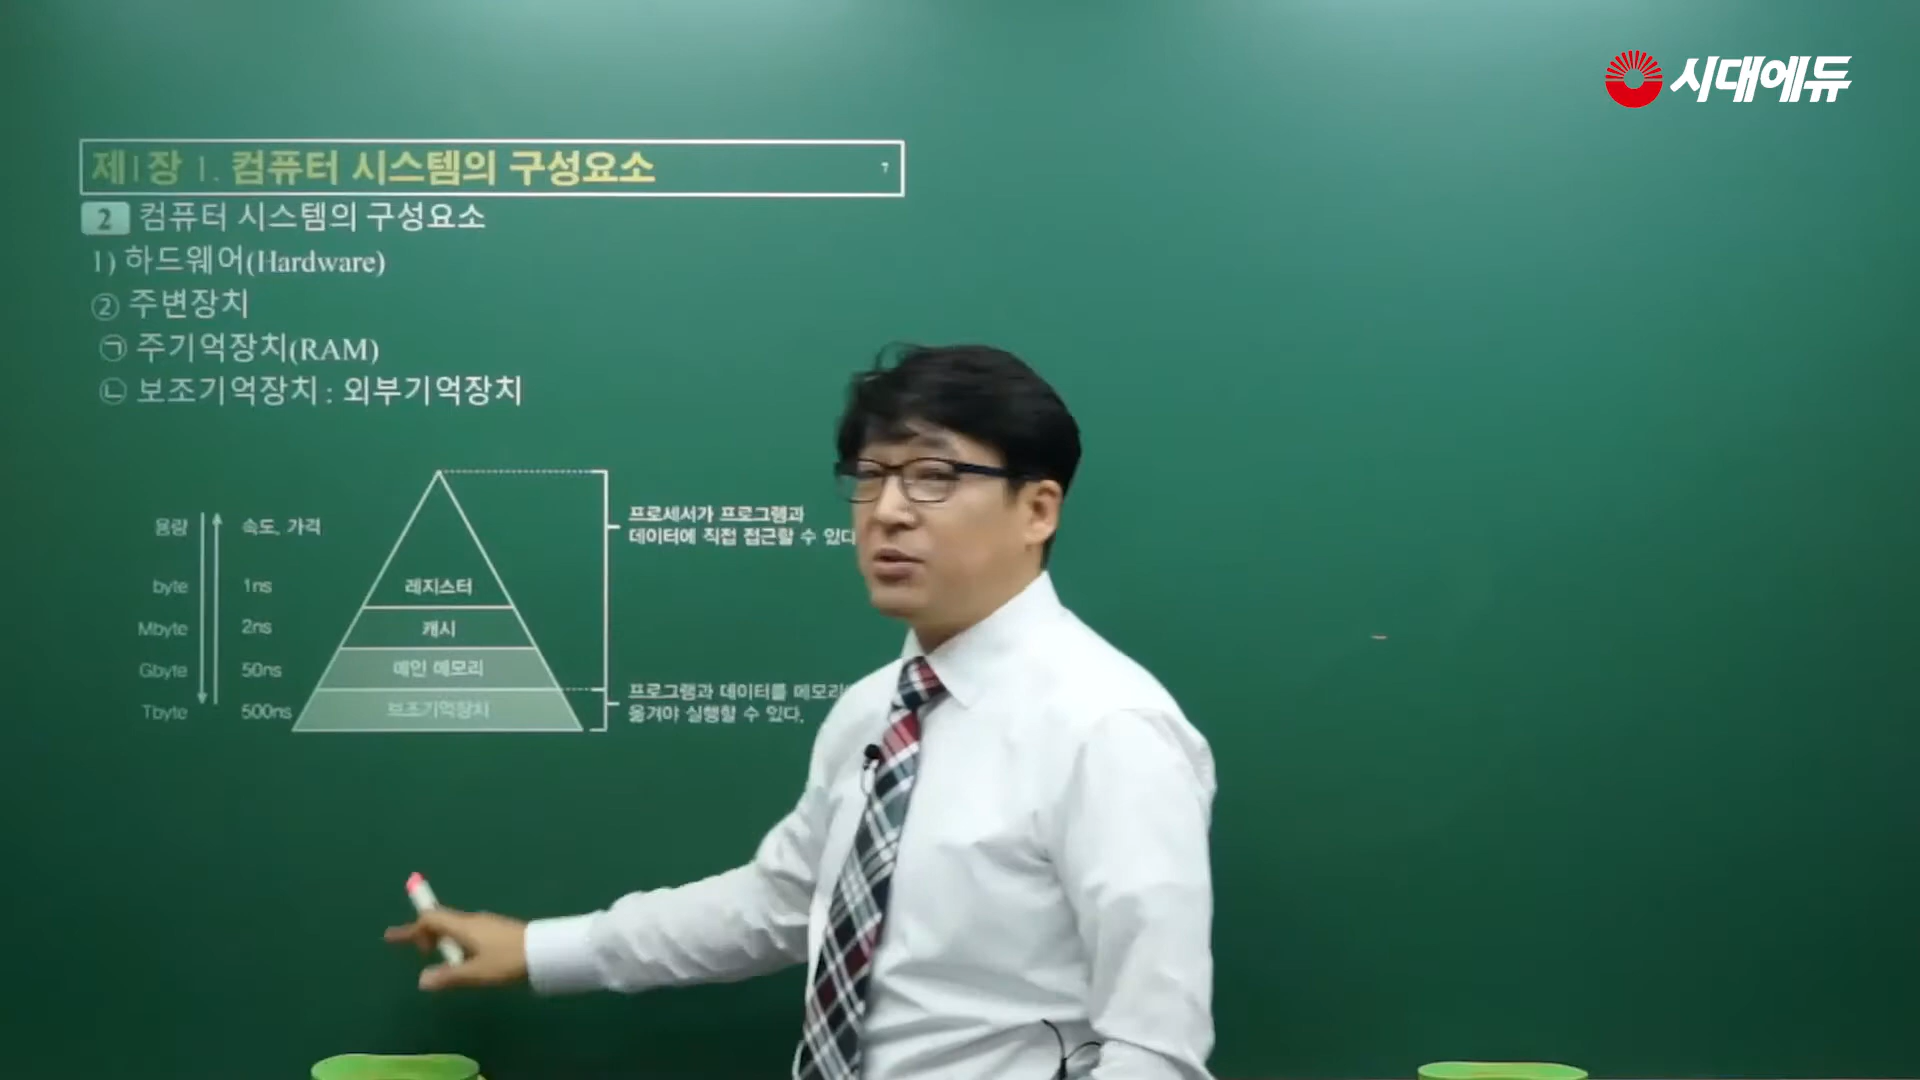 시대에듀
제1장 1. 컴퓨터 시스템의 구성요소 7
2 컴퓨터 시스템의 구성요소
1) 하드웨어(Hardware)
② 주변장치
㉠ 주기억장치(RAM)
㉡ 보조기억장치 : 외부기억장치
용량 속도, 가격
프로세서가 프로그램과
데이터에 직접 접근할 수 있다
byte 1ns 레지스터
Mbyte 2ns 캐시
Gbyte 50ns 메인 메모리
프로그램과 데이터를 메모리
Tbyte 500ns 보조기억장치
옮겨야 실행할 수 있다.